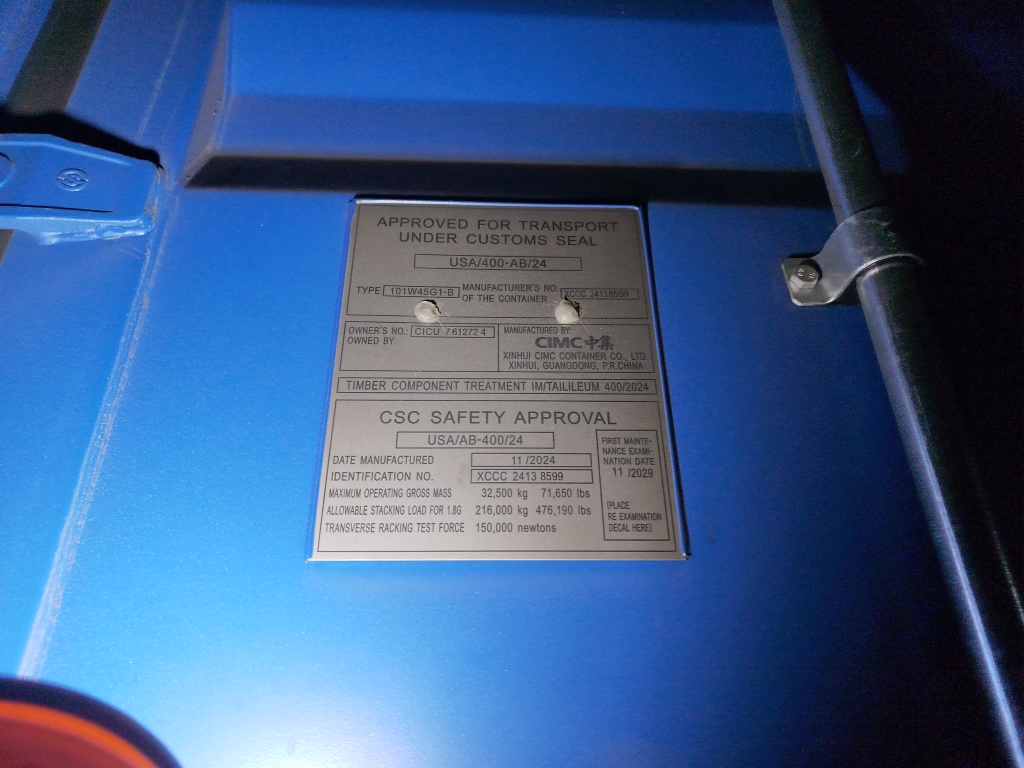 APPROVED FOR TRANSPORT
UNDER CUSTOMS SEAL
USA/400-AB/24
TYPE 101W45G1-B MANUFACTURER'S NO. OF THE CONTAINER XCCC 2413 8599
OWNER'S NO.: CICU 761272 4
OWNED BY:
MANUFACTURED BY:
CIMC中集
XINHUI CIMC CONTAINER CO., LTD
XINHUI, GUANGDONG, P.R.CHINA
TIMBER COMPONENT TREATMENT IM/TAILILEUM 400/2024
CSC SAFETY APPROVAL
USA/AB-400/24
DATE MANUFACTURED 11 /2024
IDENTIFICATION NO. XCCC 2413 8599
MAXIMUM OPERATING GROSS MASS 32,500 kg 71,650 lbs
ALLOWABLE STACKING LOAD FOR 1.8G 216,000 kg 476,190 lbs
TRANSVERSE RACKING TEST FORCE 150,000 newtons
FIRST MAINTE-
NANCE EXAMI-
NATION DATE
11 /2029
(PLACE
RE EXAMINATION
DECAL HERE)